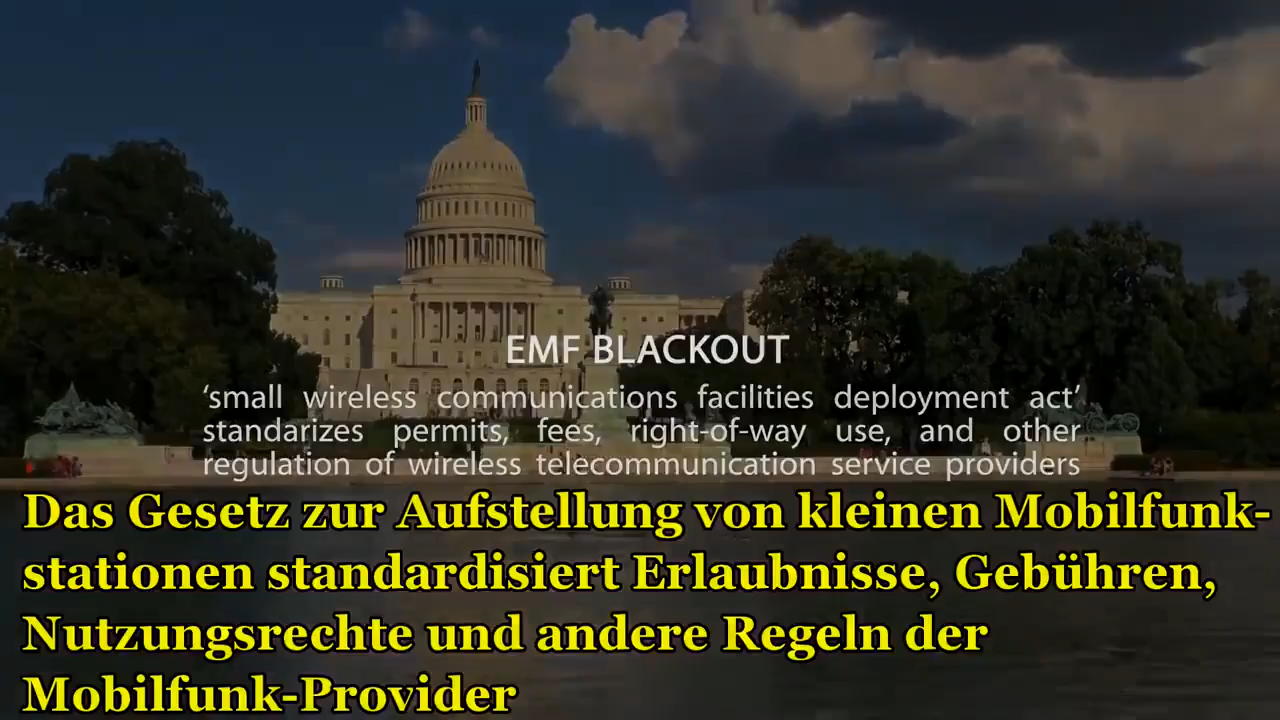 EMF BLACKOUT
‘small wireless communications facilities deployment act’
standarizes permits, fees, right-of-way use, and other
regulation of wireless telecommunication service providers
Das Gesetz zur Aufstellung von kleinen Mobilfunk-
stationen standardisiert Erlaubnisse, Gebühren,
Nutzungsrechte und andere Regeln der
Mobilfunk-Provider